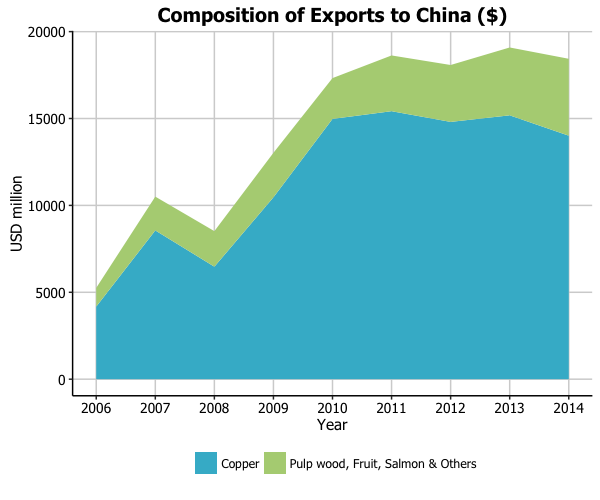 Composition of Exports to China ($)
20000
15000
10000
5000
0
USD million
2006 2007 2008 2009 2010 2011 2012 2013 2014
Year
Copper Pulp wood, Fruit, Salmon & Others